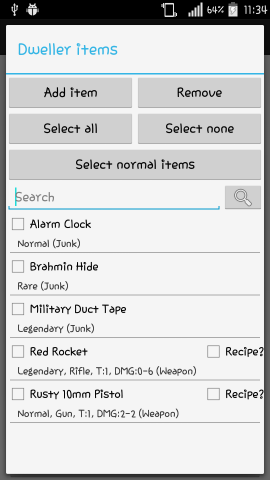 64% 11:34
Dweller items
Add item Remove
Select all Select none
Select normal items
Search
Alarm Clock
Normal (Junk)
Brahmin Hide
Rare (Junk)
Military Duct Tape
Legendary (Junk)
Red Rocket Recipe?
Legendary, Rifle, T:1, DMG:0-6 (Weapon)
Rusty 10mm Pistol Recipe?
Normal, Gun, T:1, DMG:2-2 (Weapon)